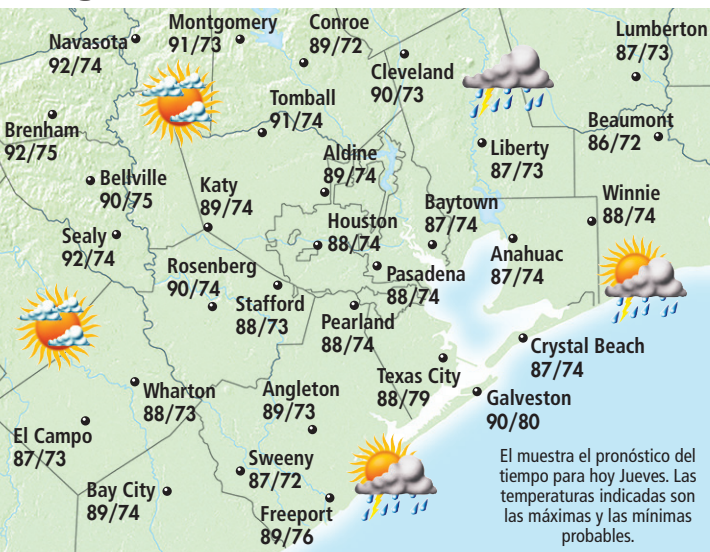 Navasota
92/74
Montgomery
91/73
Conroe
89/72
Cleveland
90/73
Lumberton
87/73
Tomball
91/74
Brenham
92/75
Beaumont
86/72
Liberty
87/73
Aldine
89/74
Bellville
90/75
Katy
89/74
Baytown
87/74
Winnie
88/74
Houston
88/74
Sealy
92/74
Anahuac
87/74
Rosenberg
90/74
Pasadena
88/74
Stafford
88/73
Pearland
88/74
Crystal Beach
87/74
Texas City
88/79
Wharton
88/73
Angleton
89/73
Galveston
90/80
El Campo
87/73
Sweeny
87/72
Bay City
89/74
Freeport
89/76
El muestra el pronóstico del
tiempo para hoy Jueves. Las
temperaturas indicadas son
las máximas y las mínimas
probables.